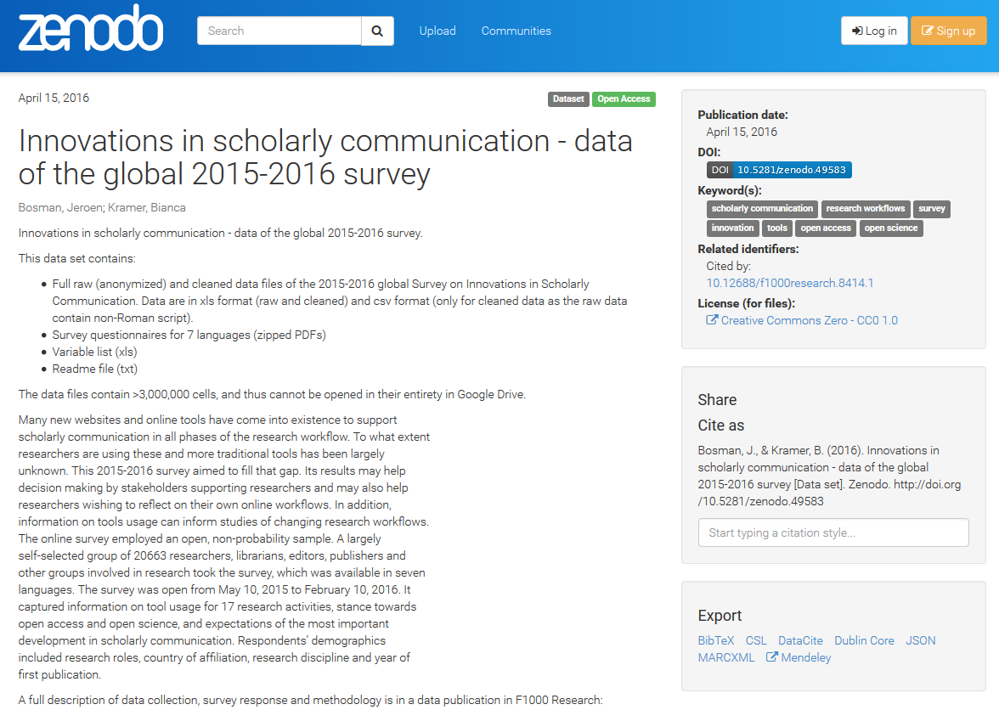 zenodo
Search
Upload
Communities
Log in
Sign up
April 15, 2016
Dataset
Open Access
Innovations in scholarly communication - data
of the global 2015-2016 survey
Bosman, Jeroen; Kramer, Bianca
Innovations in scholarly communication - data of the global 2015-2016 survey.
This data set contains:
● Full raw (anonymized) and cleaned data files of the 2015-2016 global Survey on Innovations in Scholarly
Communication. Data are in xls format (raw and cleaned) and csv format (only for cleaned data as the raw data
contain non-Roman script).
● Survey questionnaires for 7 languages (zipped PDFs)
● Variable list (xls)
● Readme file (txt)
The data files contain >3,000,000 cells, and thus cannot be opened in their entirety in Google Drive.
Many new websites and online tools have come into existence to support
scholarly communication in all phases of the research workflow. To what extent
researchers are using these and more traditional tools has been largely
unknown. This 2015-2016 survey aimed to fill that gap. Its results may help
decision making by stakeholders supporting researchers and may also help
researchers wishing to reflect on their own online workflows. In addition,
information on tools usage can inform studies of changing research workflows.
The online survey employed an open, non-probability sample. A largely
self-selected group of 20663 researchers, librarians, editors, publishers and
other groups involved in research took the survey, which was available in seven
languages. The survey was open from May 10, 2015 to February 10, 2016. It
captured information on tool usage for 17 research activities, stance towards
open access and open science, and expectations of the most important
development in scholarly communication. Respondents' demographics
included research roles, country of affiliation, research discipline and year of
first publication.
A full description of data collection, survey response and methodology is in a data publication in F1000 Research:
Publication date:
April 15, 2016
DOI:
DOI 10.5281/zenodo.49583
Keyword(s):
scholarly communication research workflows survey
innovation tools open access open science
Related identifiers:
Cited by:
10.12688/f1000research.8414.1
License (for files):
Creative Commons Zero - CC0 1.0
Share
Cite as
Bosman, J., & Kramer, B. (2016). Innovations in
scholarly communication - data of the global
2015-2016 survey [Data set]. Zenodo. http://doi.org
/10.5281/zenodo.49583
Start typing a citation style...
Export
BibTeX CSL DataCite Dublin Core JSON
MARCXML Mendeley